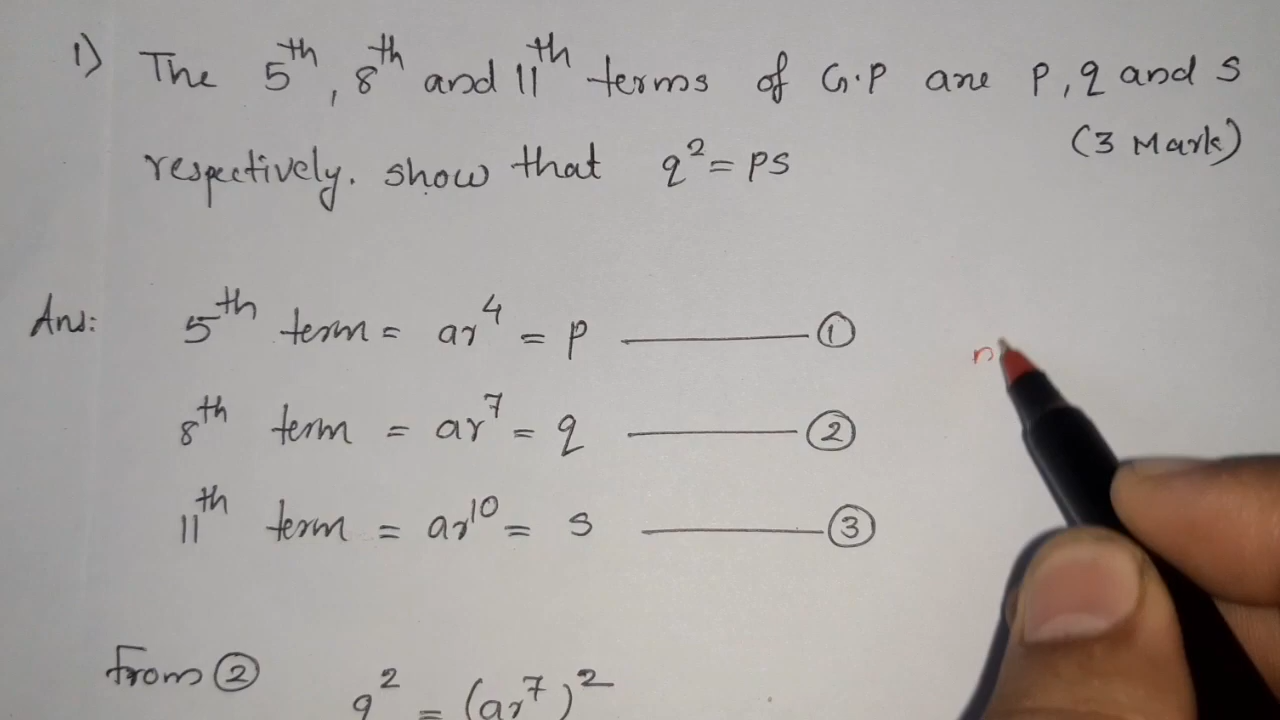 1) The 5th, 8th and 11th terms of G.P are p, q and s
(3 Mark)
respectively. show that q² = ps
Ans: 5th term = ar⁴ = p ——— ①
8th term = ar⁷ = q ——— ②
11th term = ar¹⁰ = s ——— ③
From ② q² = (ar⁷)²